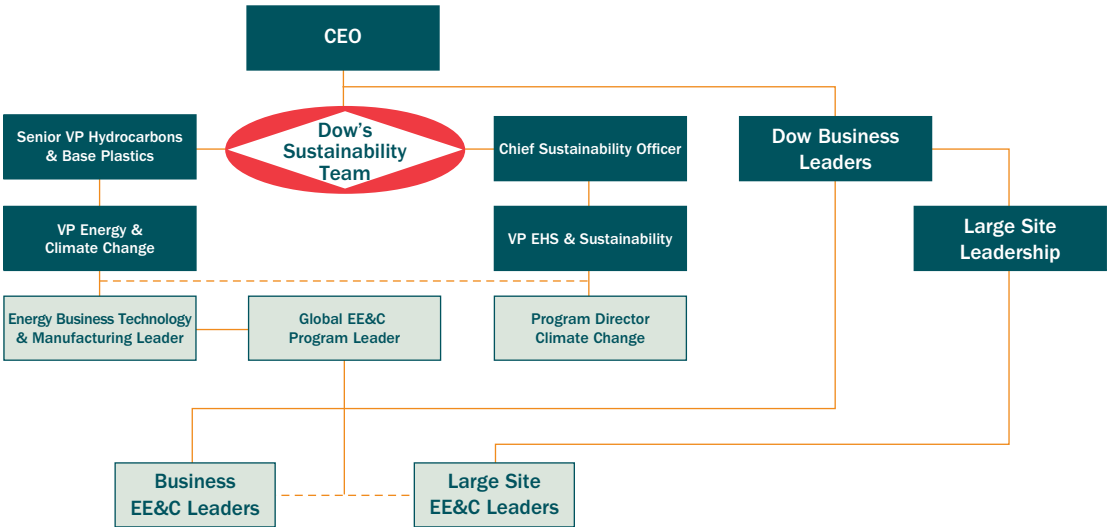 CEO
Senior VP Hydrocarbons
& Base Plastics
Dow's
Sustainability
Team
Chief Sustainability Officer
Dow Business
Leaders
VP Energy &
Climate Change
VP EHS & Sustainability
Large Site
Leadership
Energy Business Technology
& Manufacturing Leader
Global EE&C
Program Leader
Program Director
Climate Change
Business
EE&C Leaders
Large Site
EE&C Leaders